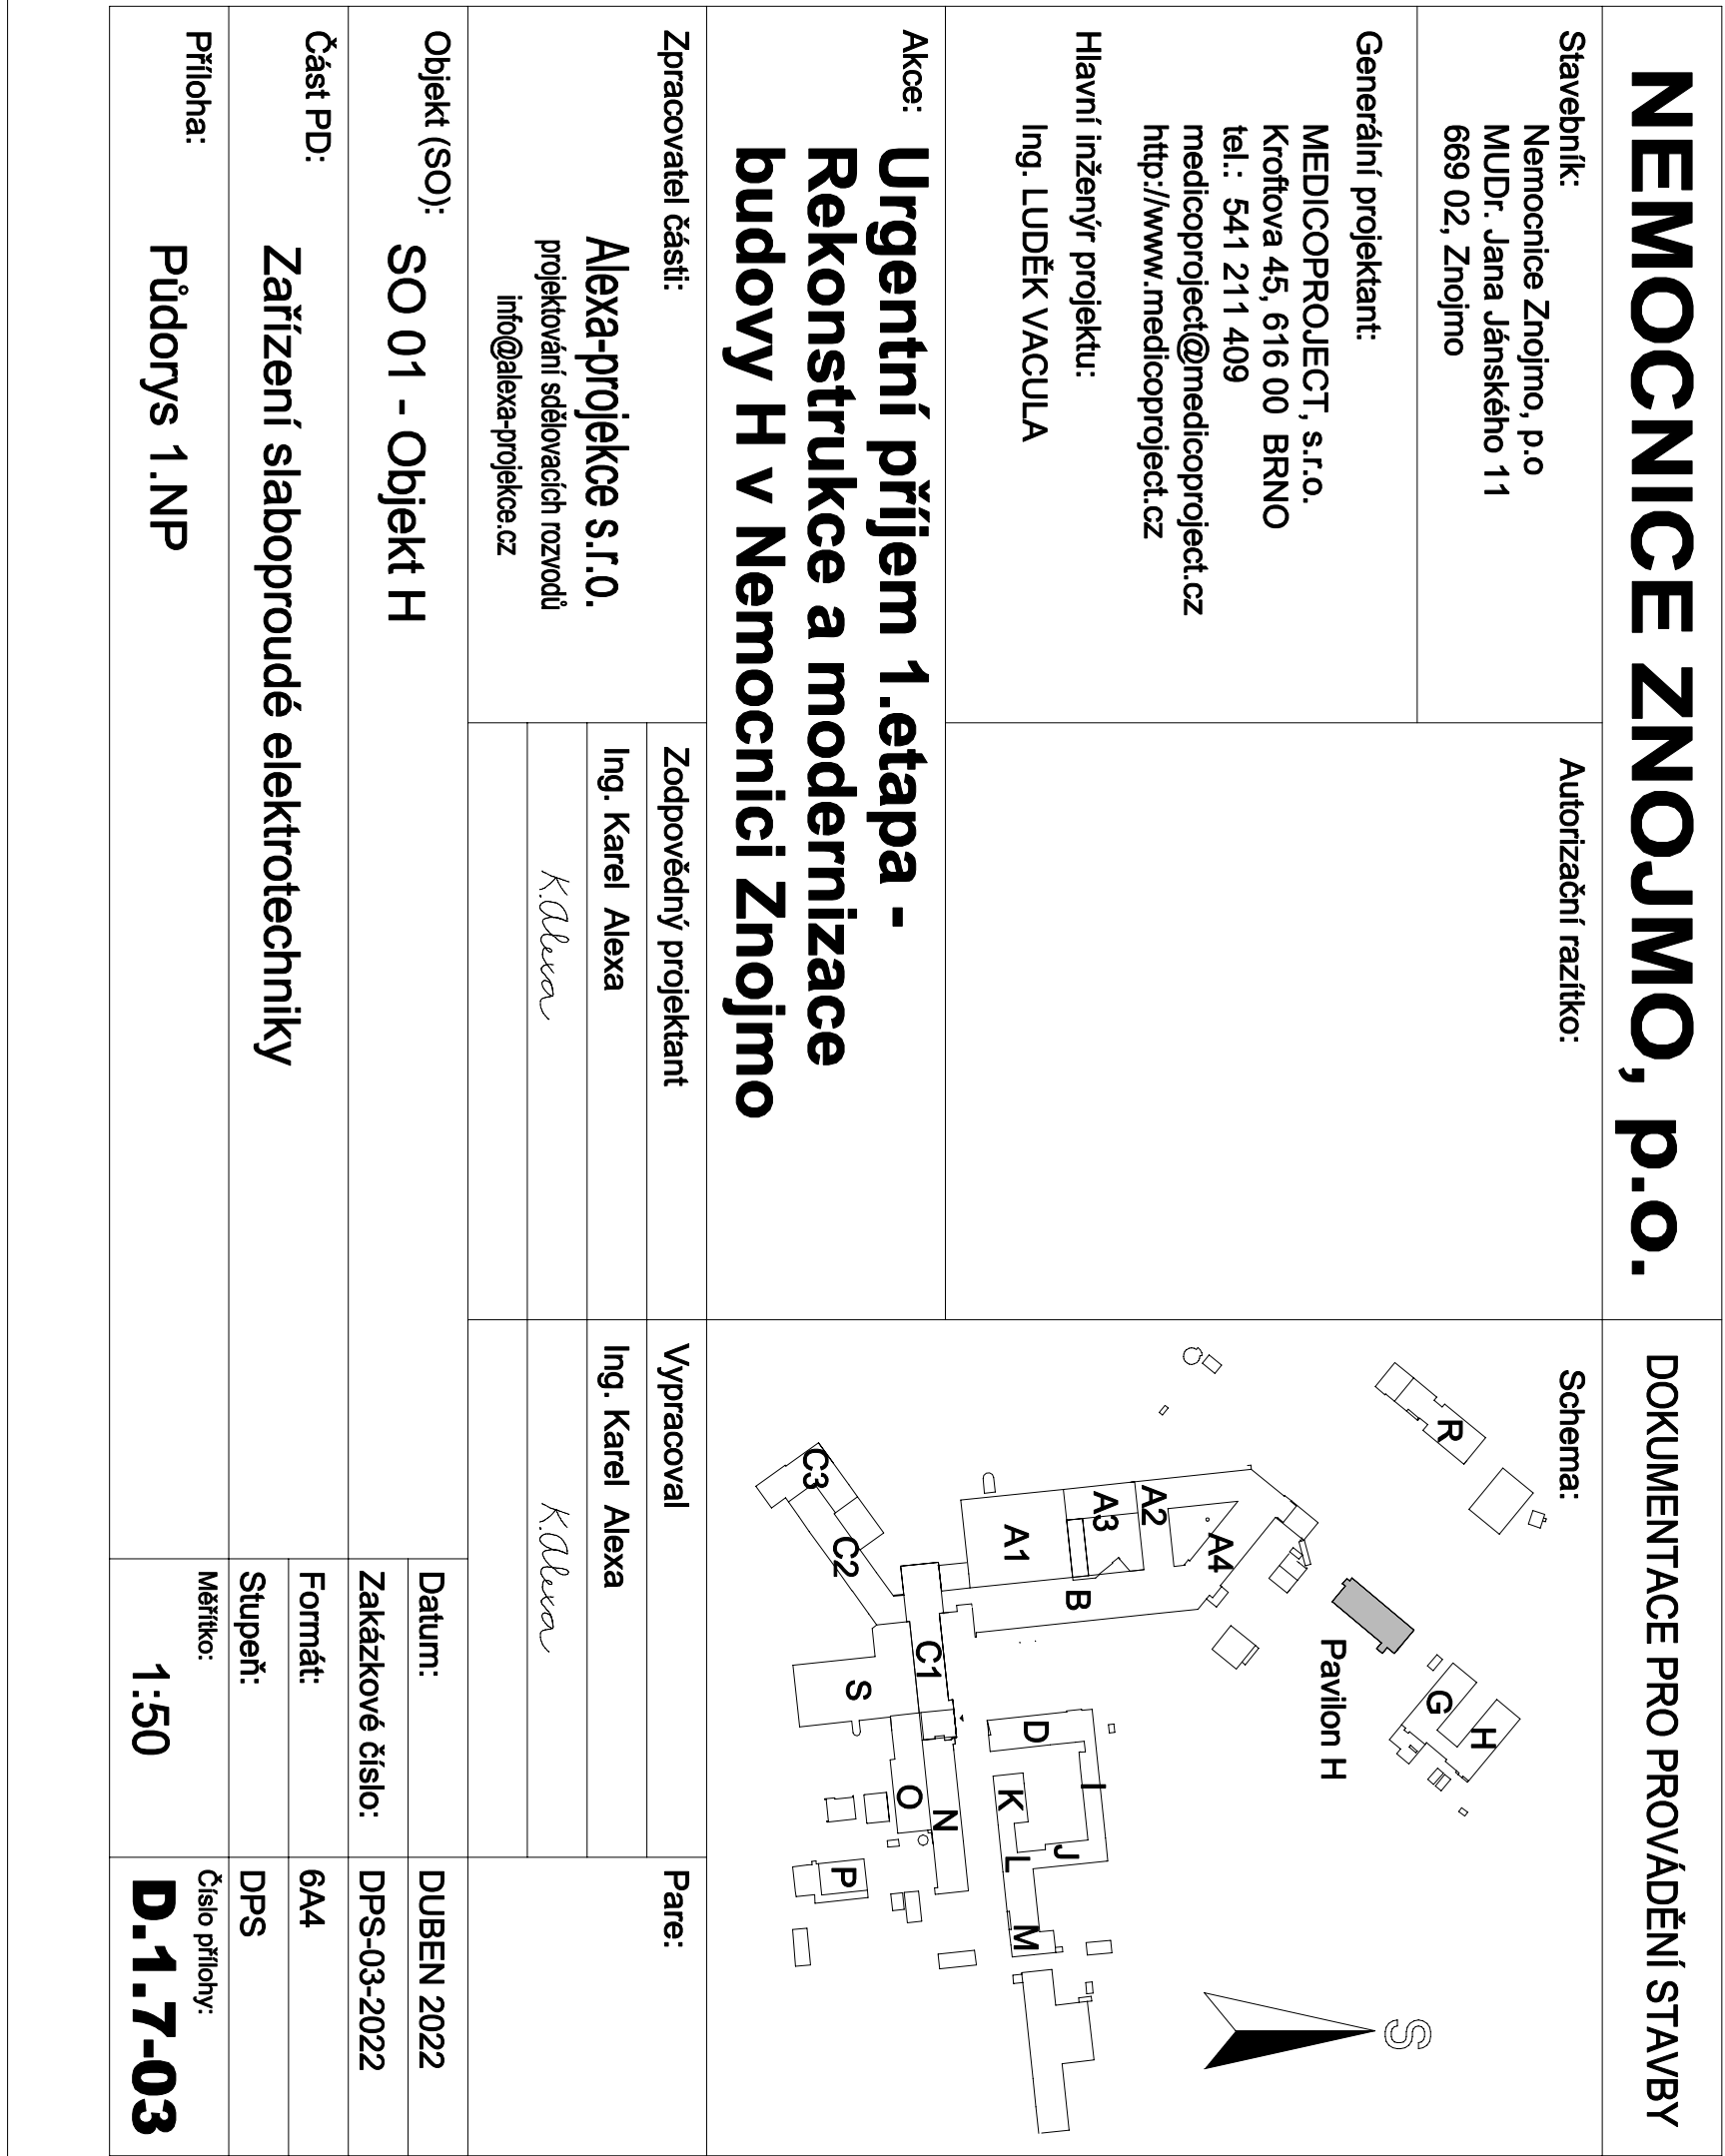 NEMOCNICE ZNOJMO, p.o.
DOKUMENTACE PRO PROVÁDĚNÍ STAVBY
Stavebník:
Nemocnice Znojmo, p.o
MUDr. Jana Jánského 11
669 02, Znojmo
Autorizační razítko:
Generální projektant:
MEDICOPROJECT, s.r.o.
Kroftova 45, 616 00 BRNO
tel.: 541 211 409
medicoproject@medicoproject.cz
http://www.medicoproject.cz
Hlavní inženýr projektu:
Ing. LUDĚK VACULA
Schema:
R
H
G
Pavilon H
S
A4
A2
A3
A1
B
I
J
D
K
L
M
C1
N
O
S
P
C2
C3
Akce:
Urgentní příjem 1.etapa -
Rekonstrukce a modernizace
budovy H v Nemocnici Znojmo
Zpracovatel části:
Alexa-projekce s.r.o.
projektování sdělovacích rozvodů
info@alexa-projekce.cz
Zodpovědný projektant
Ing. Karel Alexa
K.Alexa
Vypracoval
Ing. Karel Alexa
K.Alexa
Pare:
Objekt (SO):
SO 01 - Objekt H
Datum:
DUBEN 2022
Zakázkové číslo:
DPS-03-2022
Část PD:
Zařízení slaboproudé elektrotechniky
Formát:
6A4
Stupeň:
DPS
Příloha:
Půdorys 1.NP
Měřítko:
1:50
Číslo přílohy:
D.1.7-03